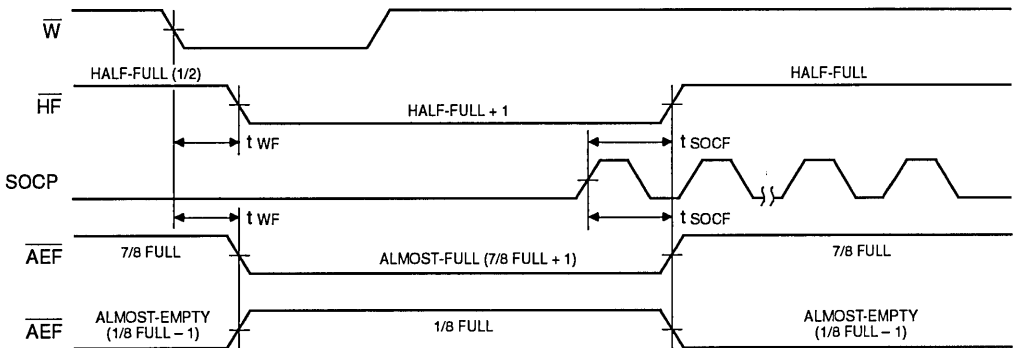 W
HALF-FULL (1/2)
HALF-FULL
HF
HALF-FULL + 1
t WF
t SOCF
SOCP
t WF
t SOCF
AEF
7/8 FULL
ALMOST-FULL (7/8 FULL + 1)
7/8 FULL
AEF
ALMOST-EMPTY
(1/8 FULL – 1)
1/8 FULL
ALMOST-EMPTY
(1/8 FULL – 1)